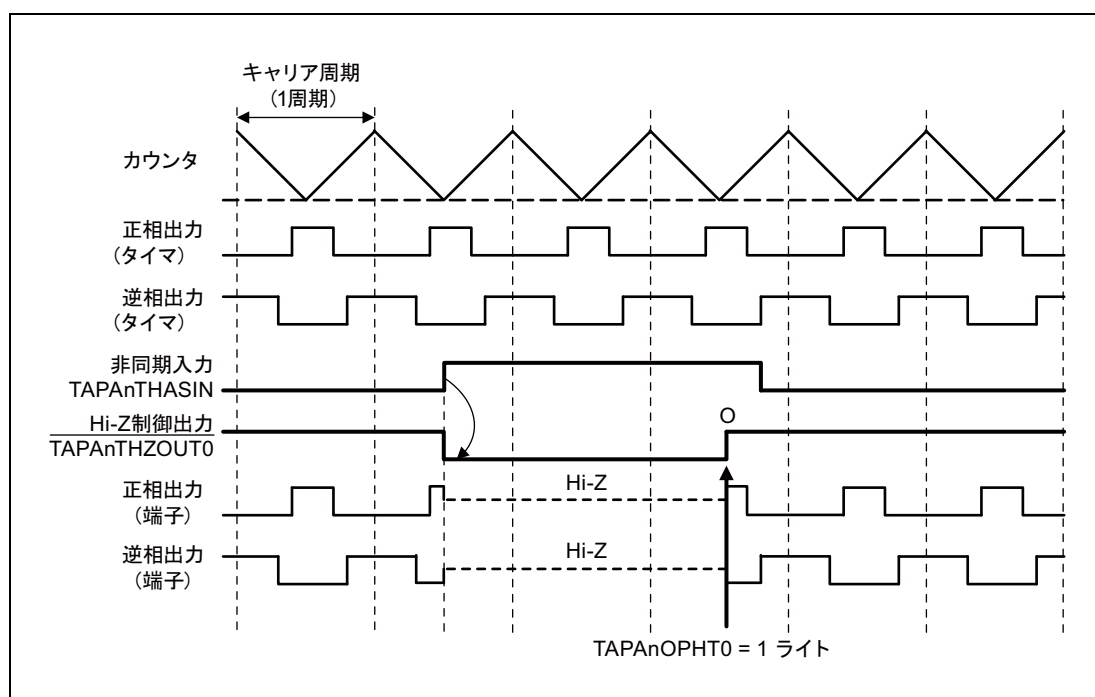 キャリア周期
(1周期)
カウンタ
正相出力
(タイマ)
逆相出力
(タイマ)
非同期入力
TAPAnTHASIN
Hi-Z制御出力
TAPAnTHZOUT0
O
正相出力
(端子)
Hi-Z
逆相出力
(端子)
Hi-Z
TAPAnOPHT0 = 1 ライト